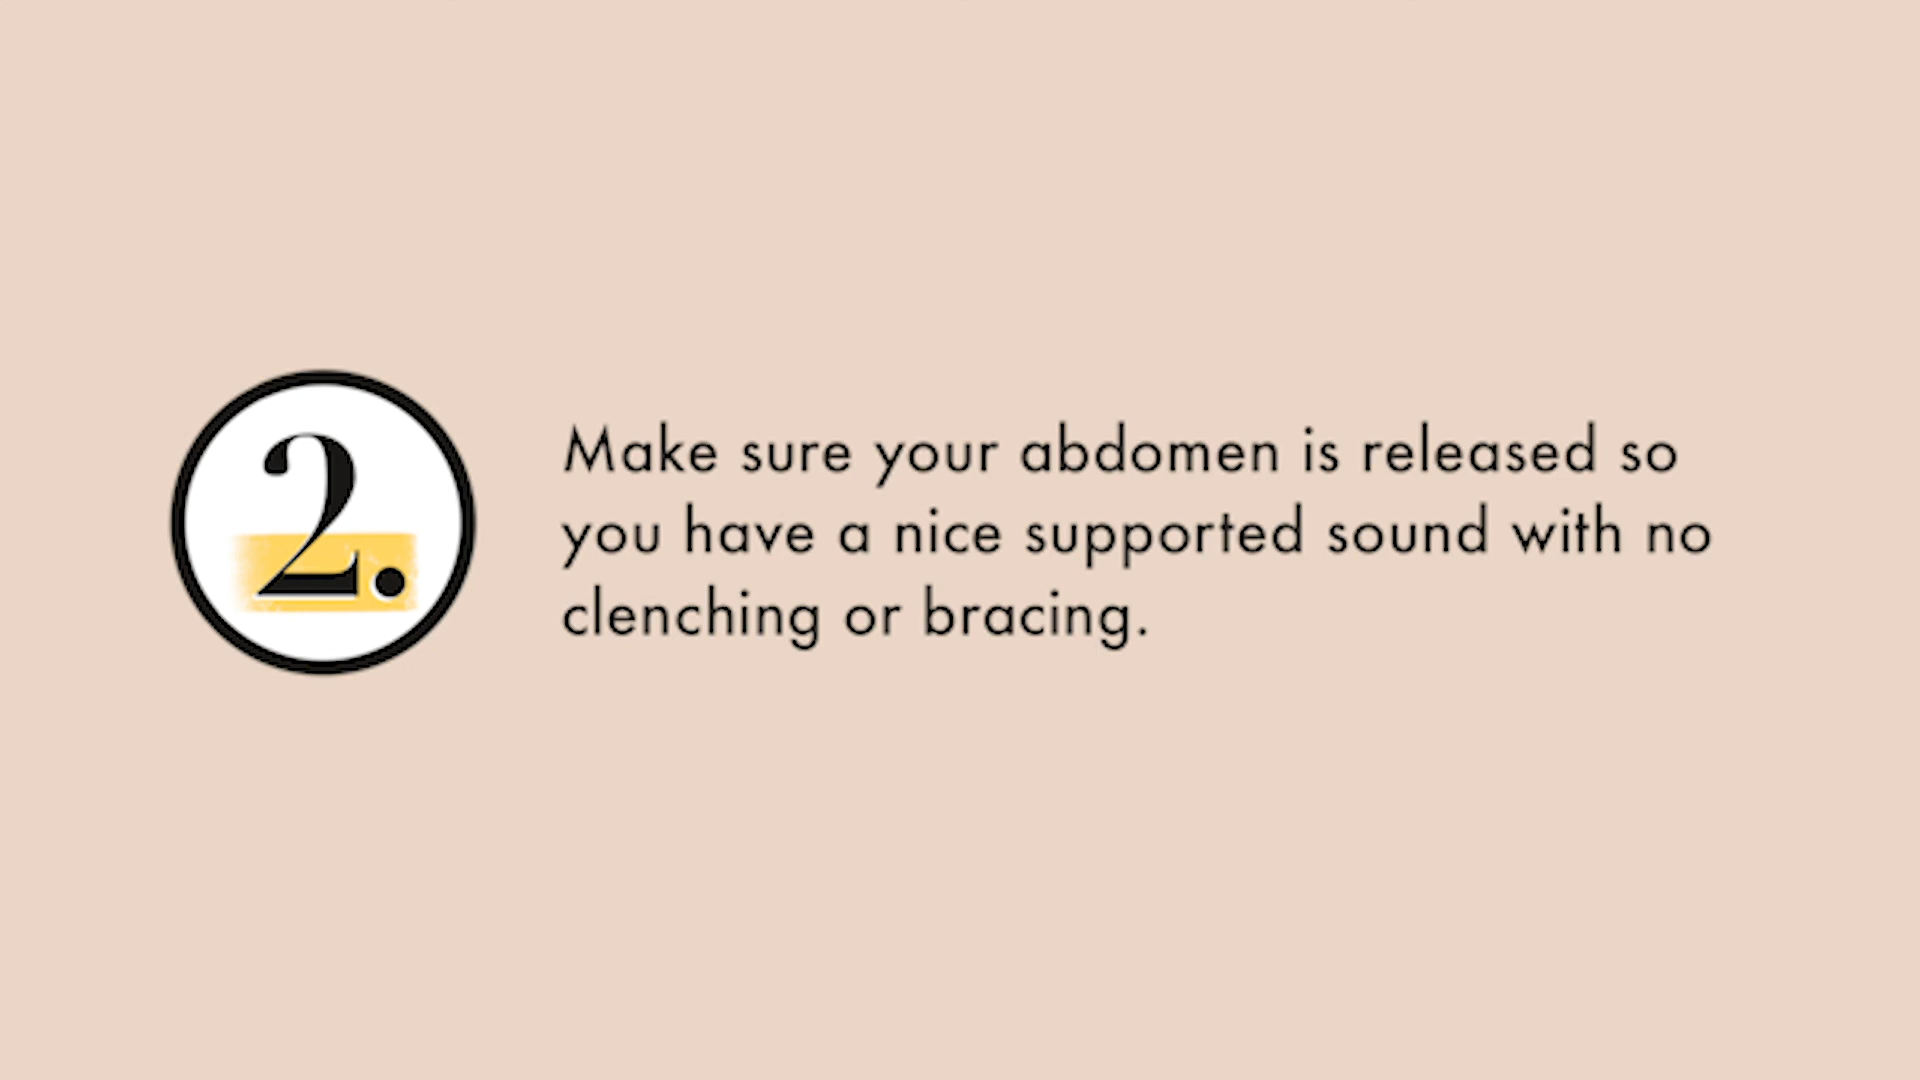 2.
Make sure your abdomen is released so
you have a nice supported sound with no
clenching or bracing.